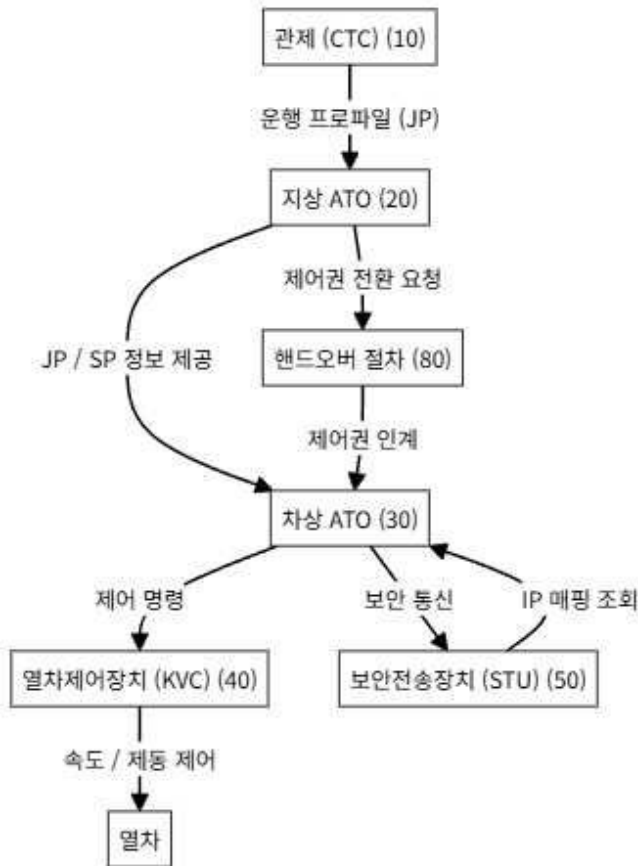 관제 (CTC) (10)
운행 프로파일 (JP)
지상 ATO (20)
제어권 전환 요청
JP / SP 정보 제공
핸드오버 절차 (80)
제어권 인계
차상 ATO (30)
제어 명령
보안 통신
IP 매핑 조회
열차제어장치 (KVC) (40)
보안전송장치 (STU) (50)
속도 / 제동 제어
열차